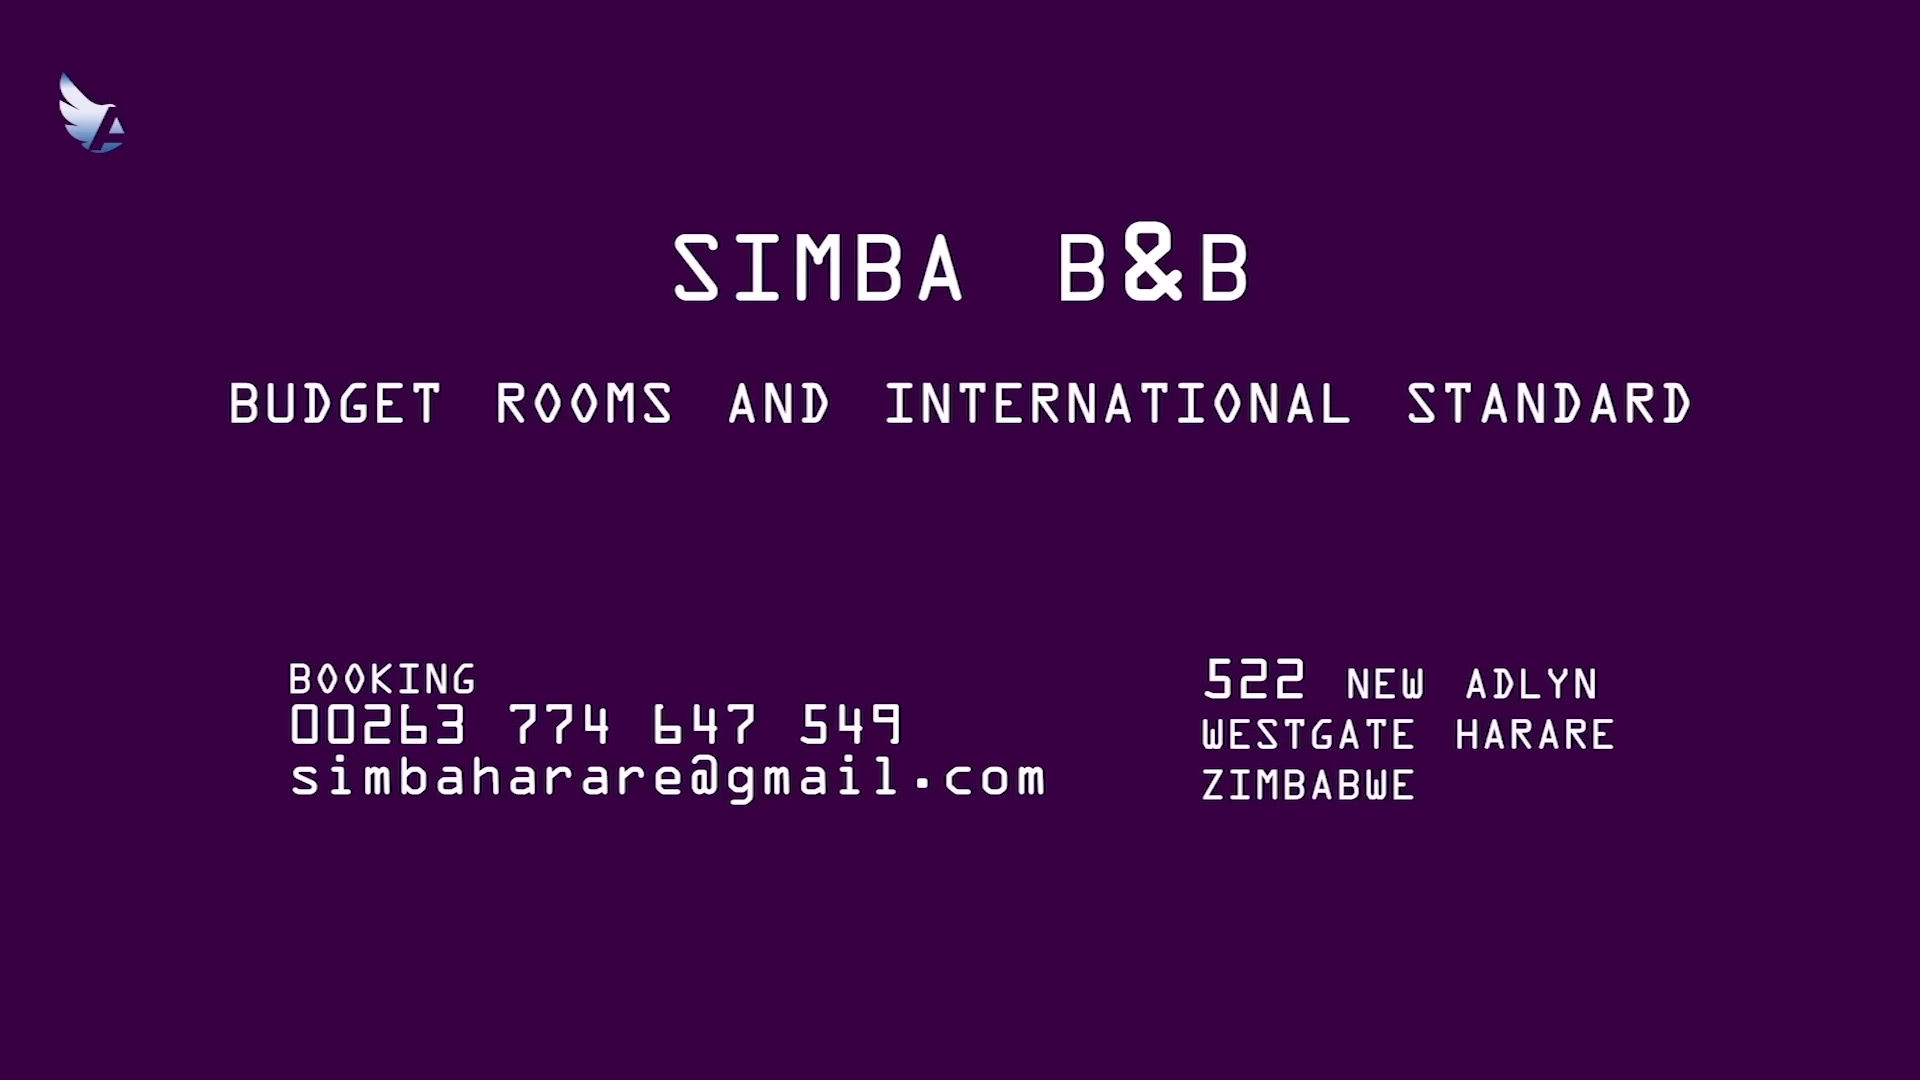 SIMBA B&B
BUDGET ROOMS AND INTERNATIONAL STANDARD
BOOKING
00263 774 647 549
simbaharare@gmail.com
522 NEW ADLYN
WESTGATE HARARE
ZIMBABWE